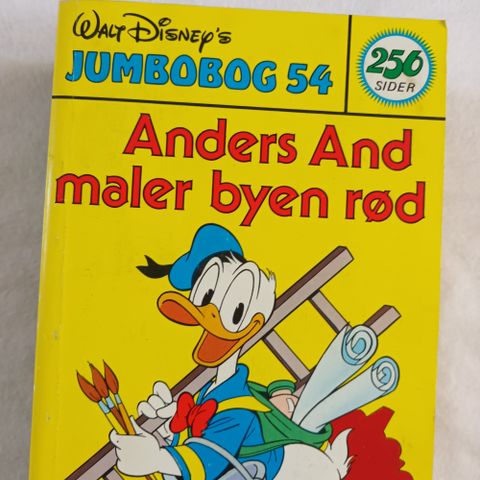 WALT DISNEY'S
JUMBOBOG 54
256
SIDER
Anders And
maler byen rød